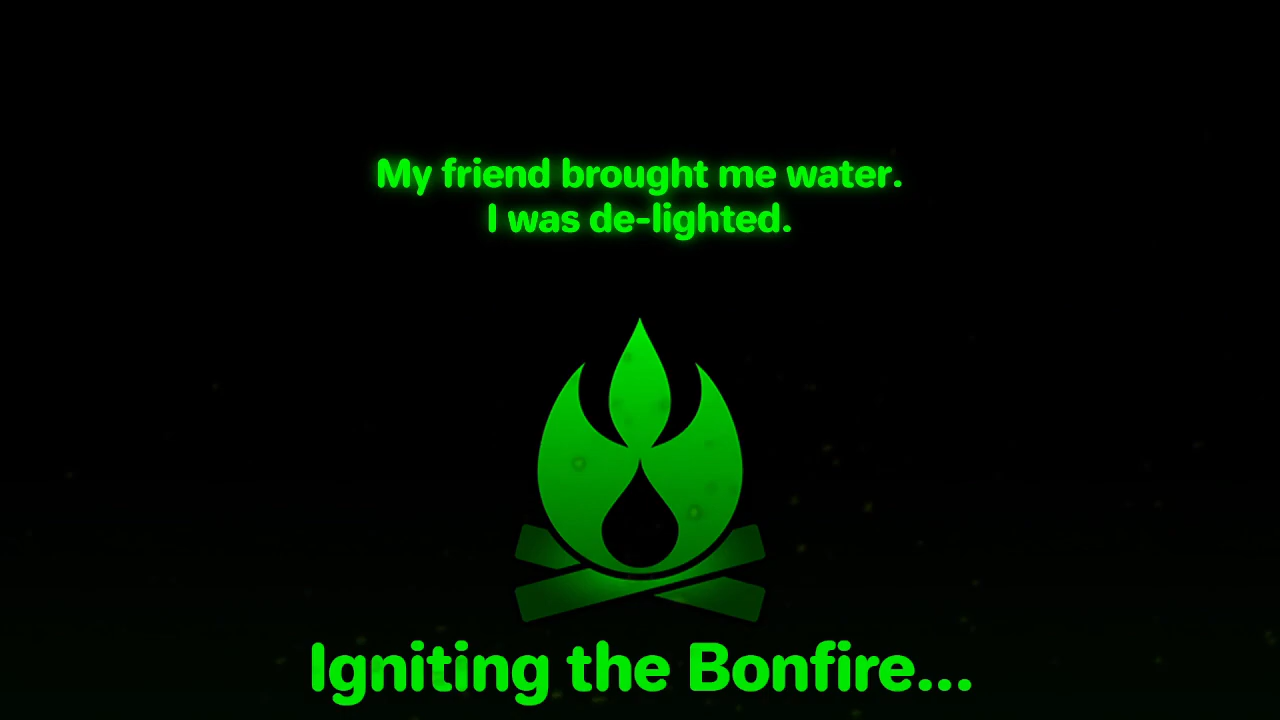 My friend brought me water.
I was de-lighted.
Igniting the Bonfire...